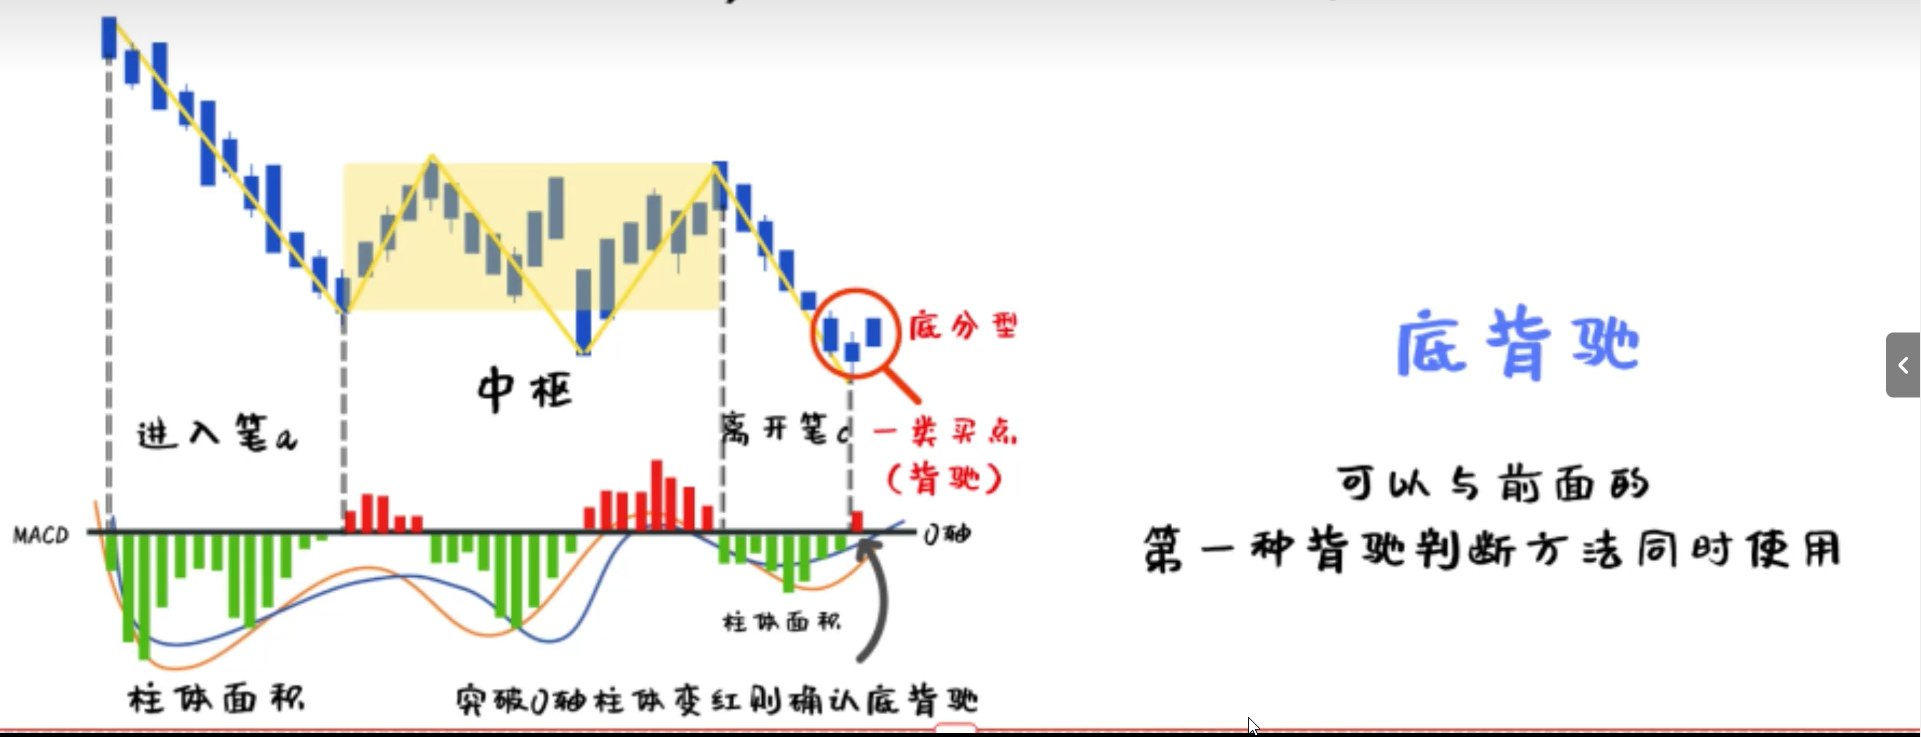 底分型
中枢
进入笔a
离开笔c
一类买点
(背驰)
MACD
0轴
柱体面积
柱体面积
突破0轴柱体变红则确认底背驰
底背驰
可以与前面的
第一种背驰判断方法同时使用